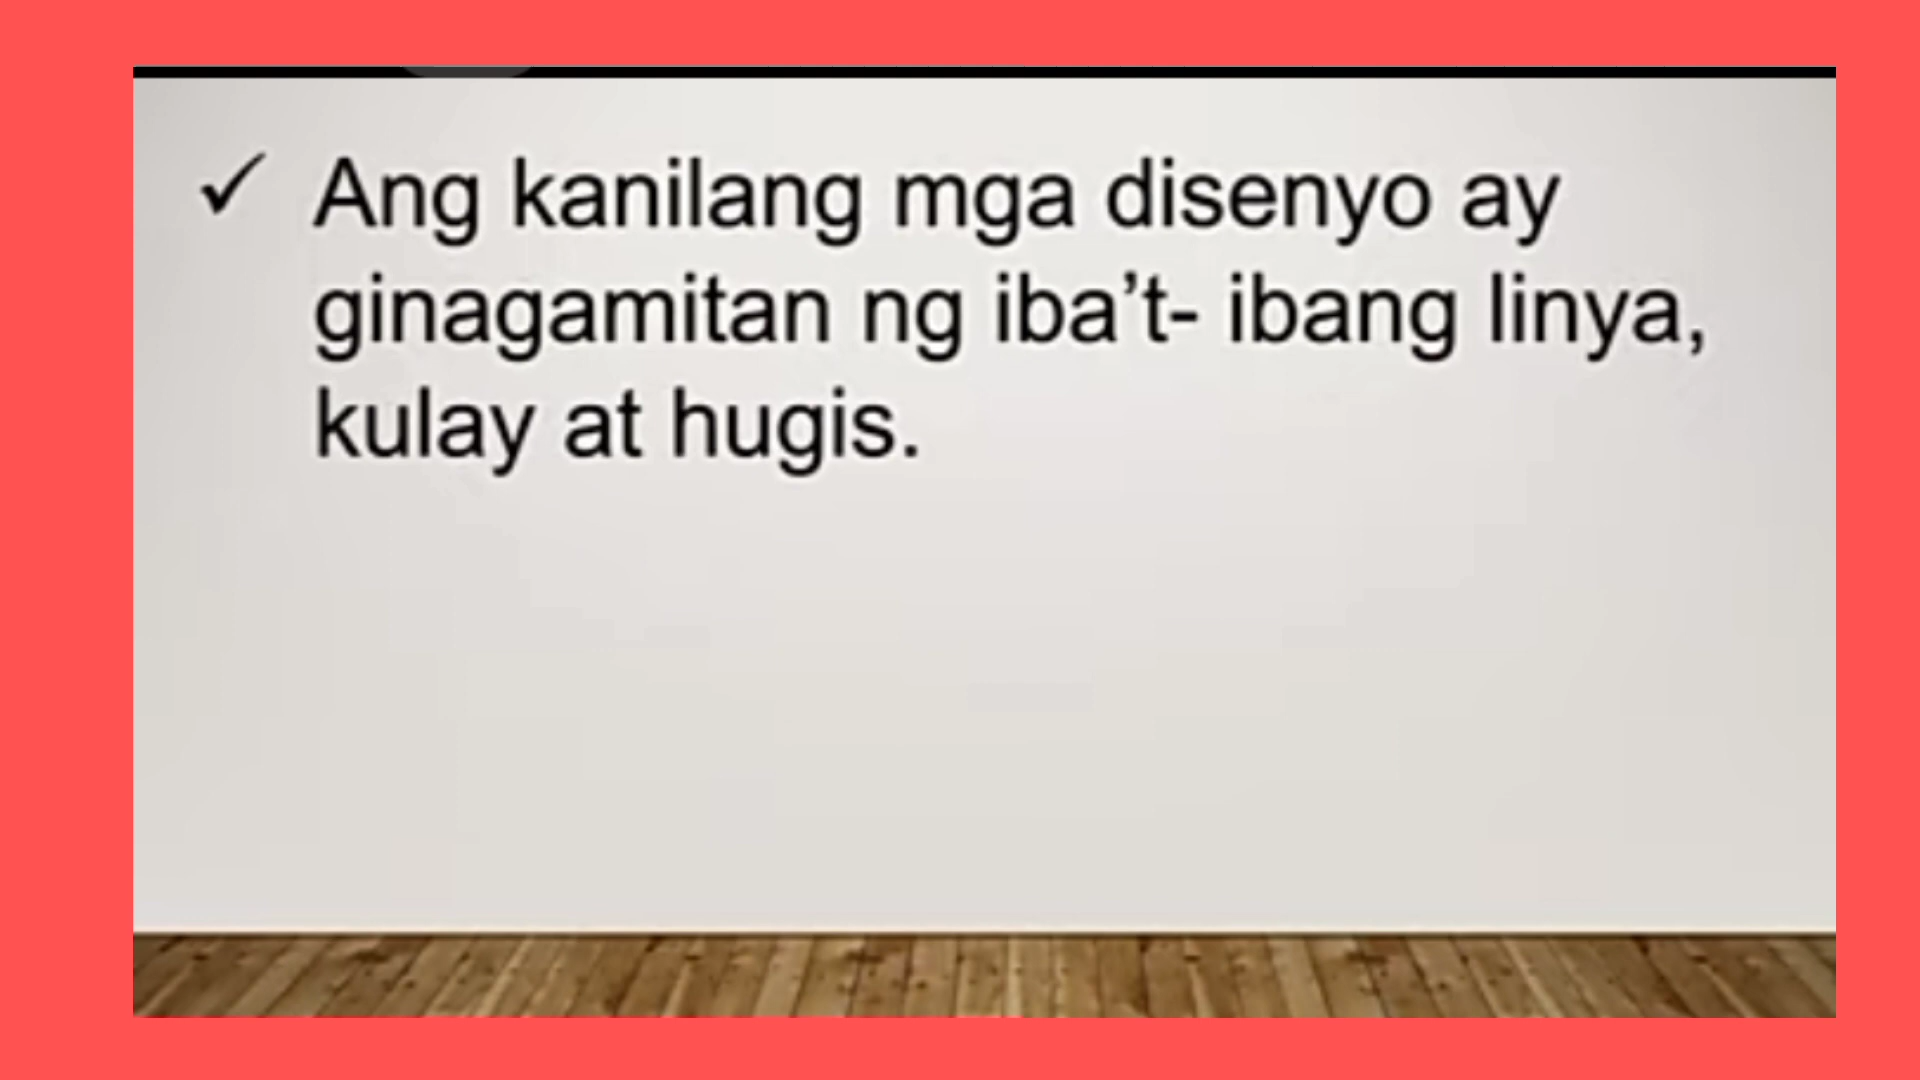 ✓ Ang kanilang mga disenyo ay
ginagamitan ng iba’t- ibang linya,
kulay at hugis.